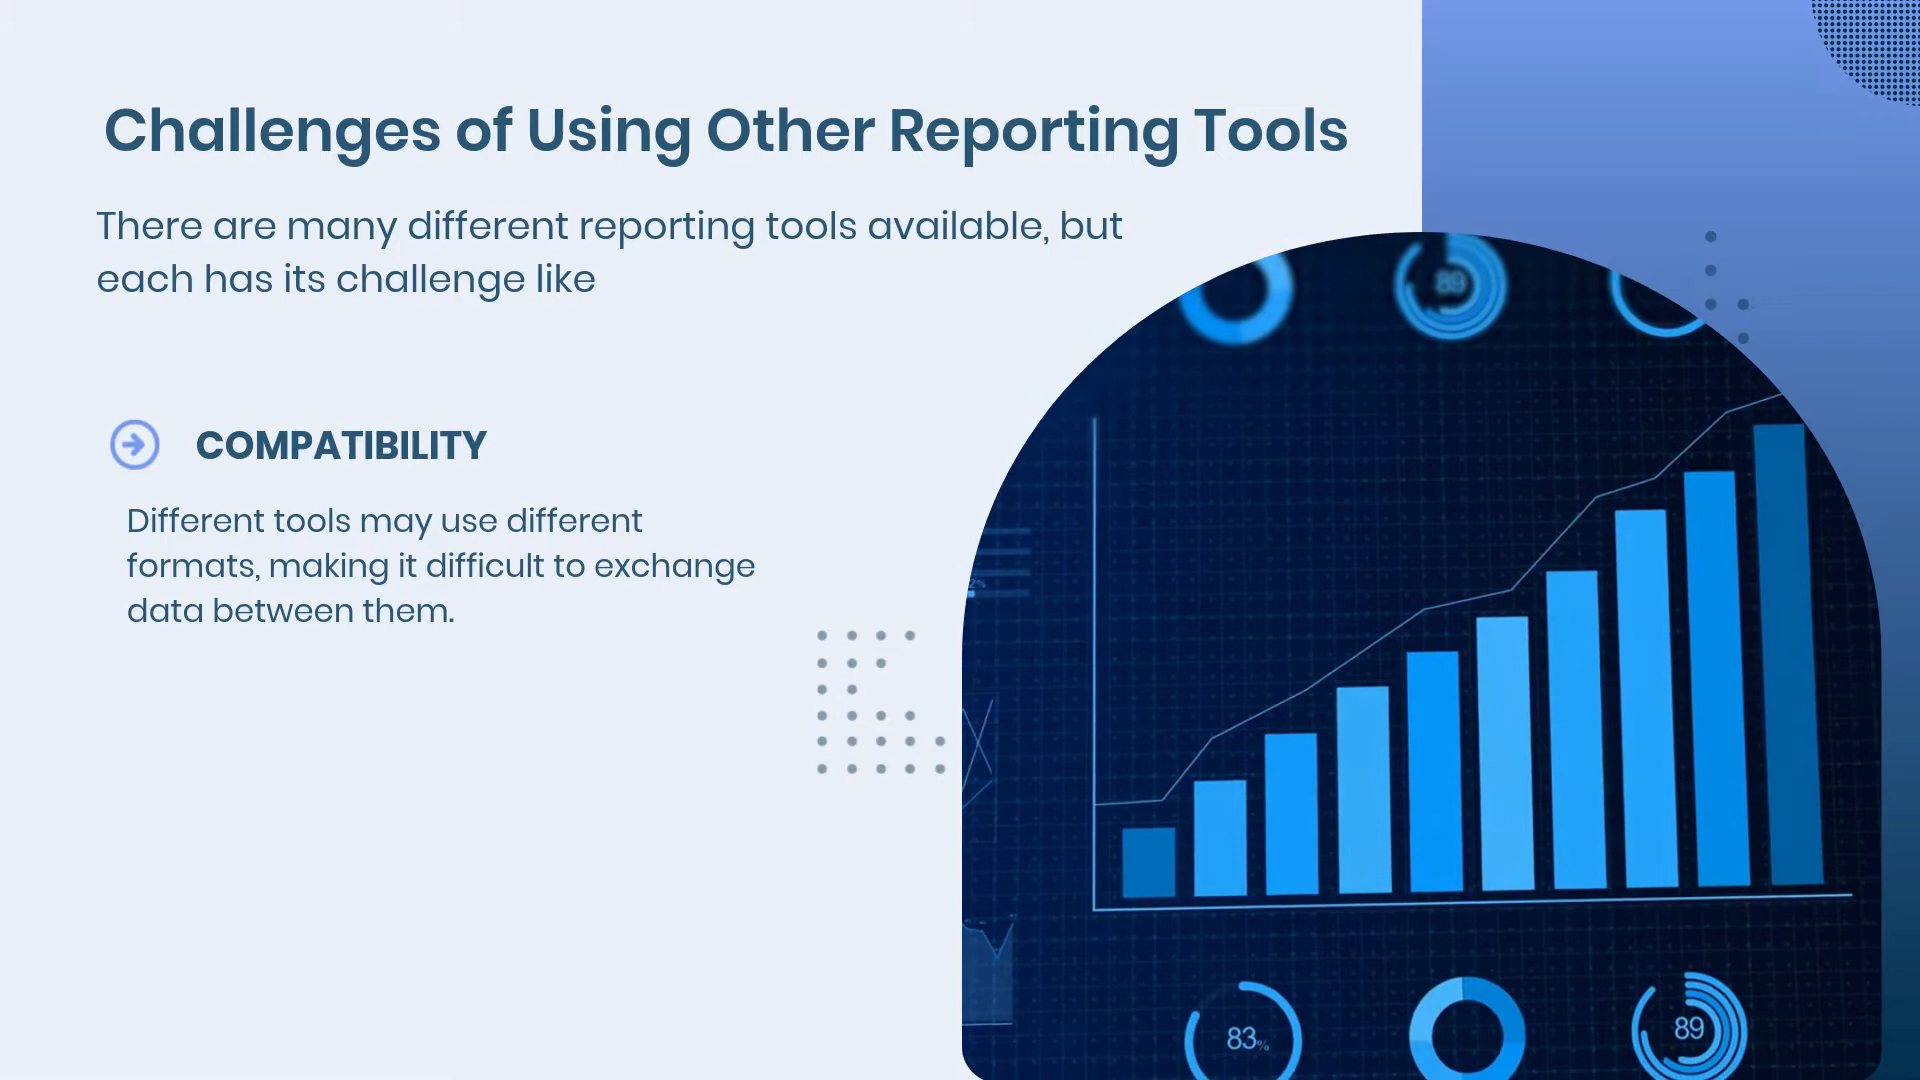 Challenges of Using Other Reporting Tools
There are many different reporting tools available, but
each has its challenge like
COMPATIBILITY
Different tools may use different
formats, making it difficult to exchange
data between them.
89
2%
83%
89